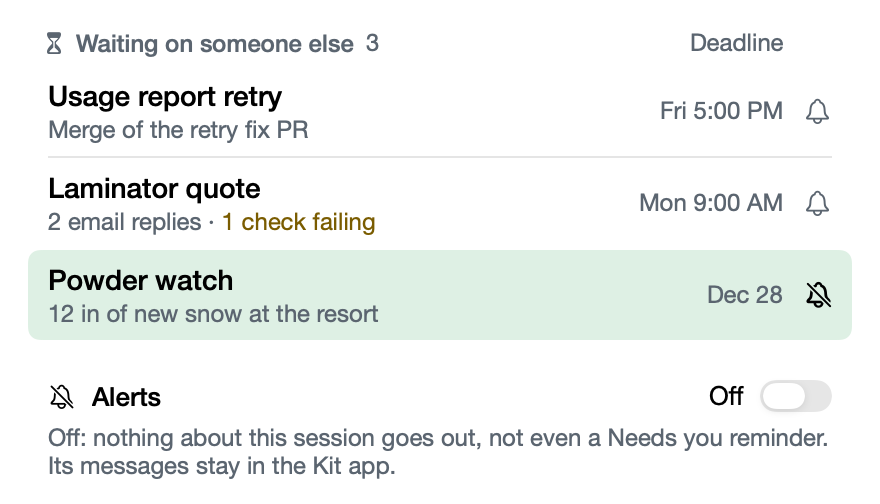 Waiting on someone else 3
Deadline
Usage report retry
Merge of the retry fix PR
Fri 5:00 PM
Laminator quote
2 email replies · 1 check failing
Mon 9:00 AM
Powder watch
12 in of new snow at the resort
Dec 28
Alerts
Off
Off: nothing about this session goes out, not even a Needs you reminder.
Its messages stay in the Kit app.